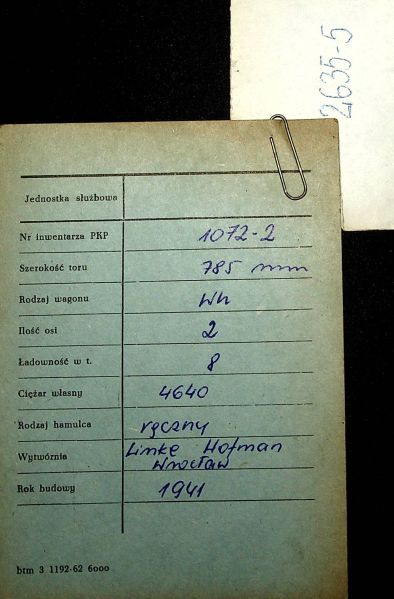 2635-5
Jednostka służbowa
Nr inwentarza PKP 1072-2
Szerokość toru 785 mm
Rodzaj wagonu Wh
Ilość osi 2
Ładowność w t. 8
Ciężar własny 4640
Rodzaj hamulca ręczny
Wytwórnia Linke Hofman
Wrocław
Rok budowy 1941
btm 3 1192-62 6000